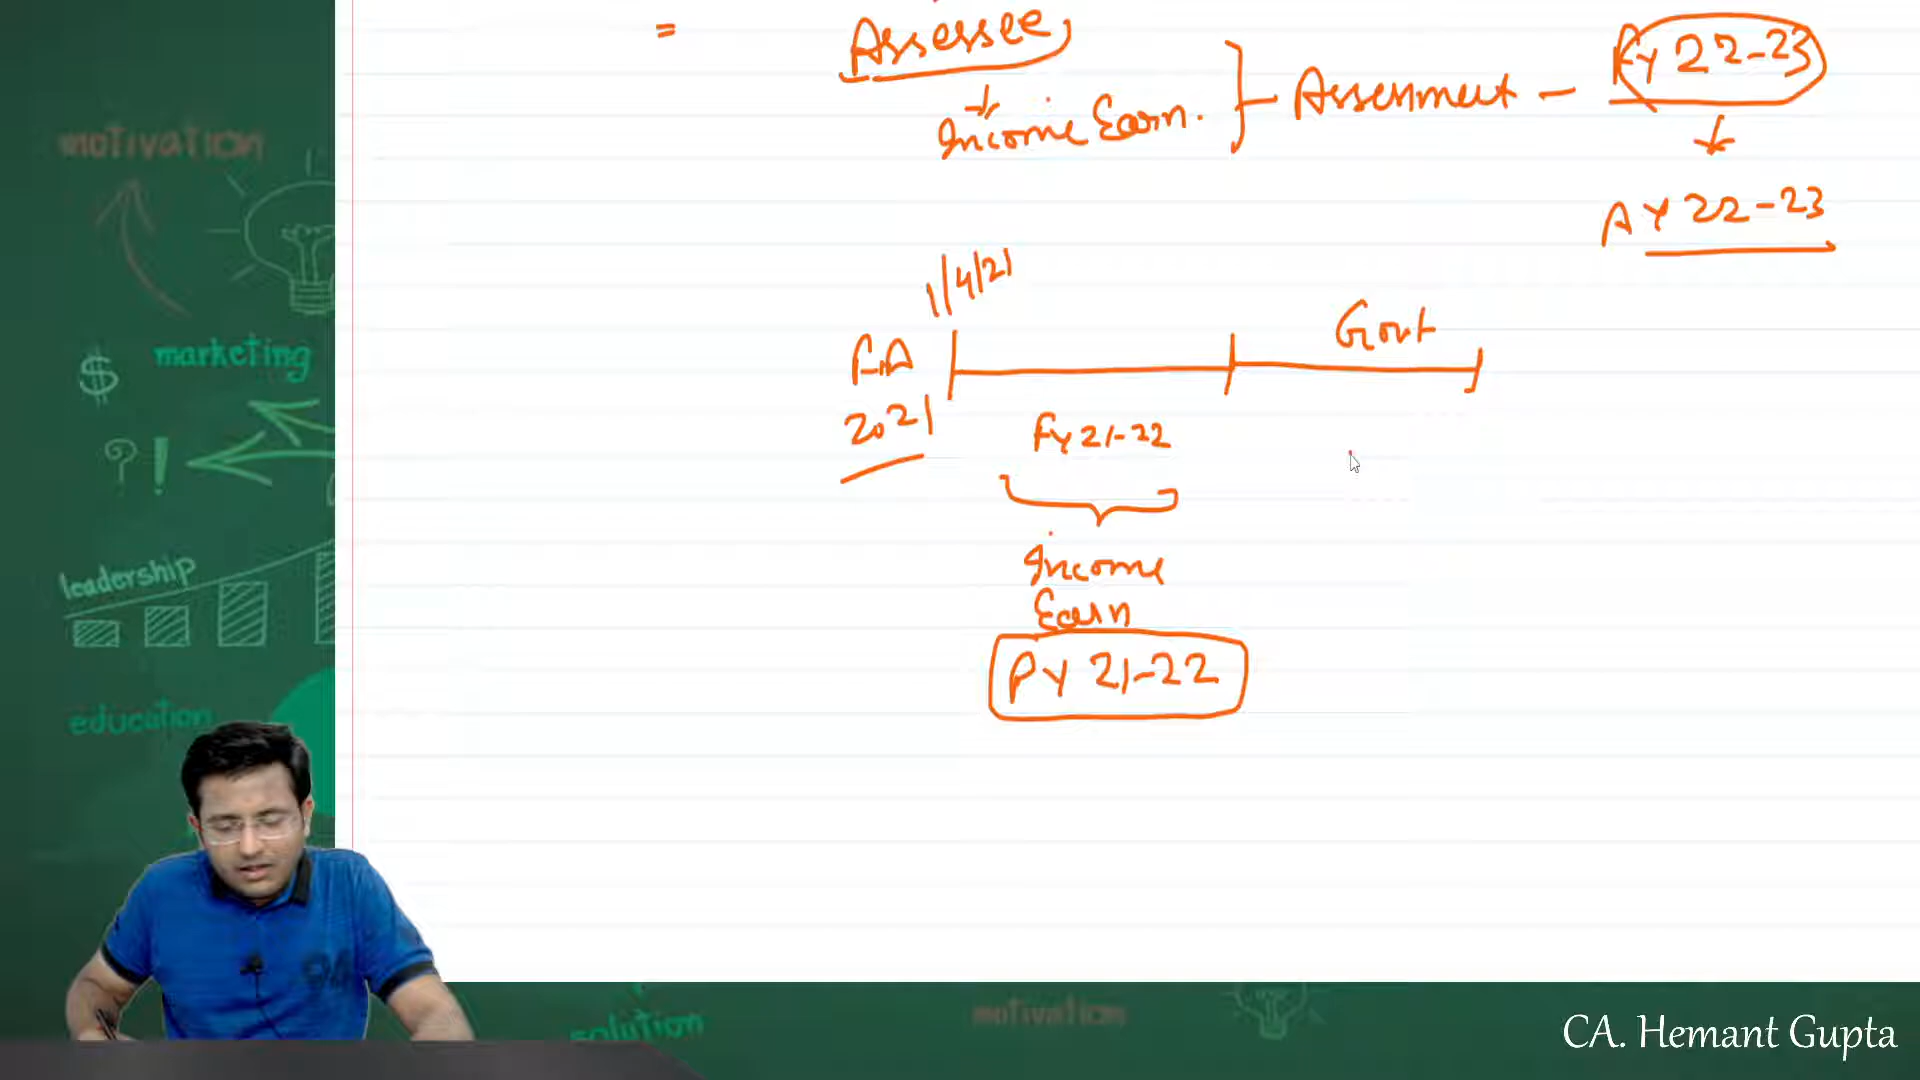 =
Assessee
Income Earn.
Assessment -
FY 22-23
AY 22-23
1/4/21
F.A
2021
Govt
FY 21-22
Income
Earn
PY 21-22
motivation
$ marketing
? !
leadership
education
solution
motivation
CA. Hemant Gupta